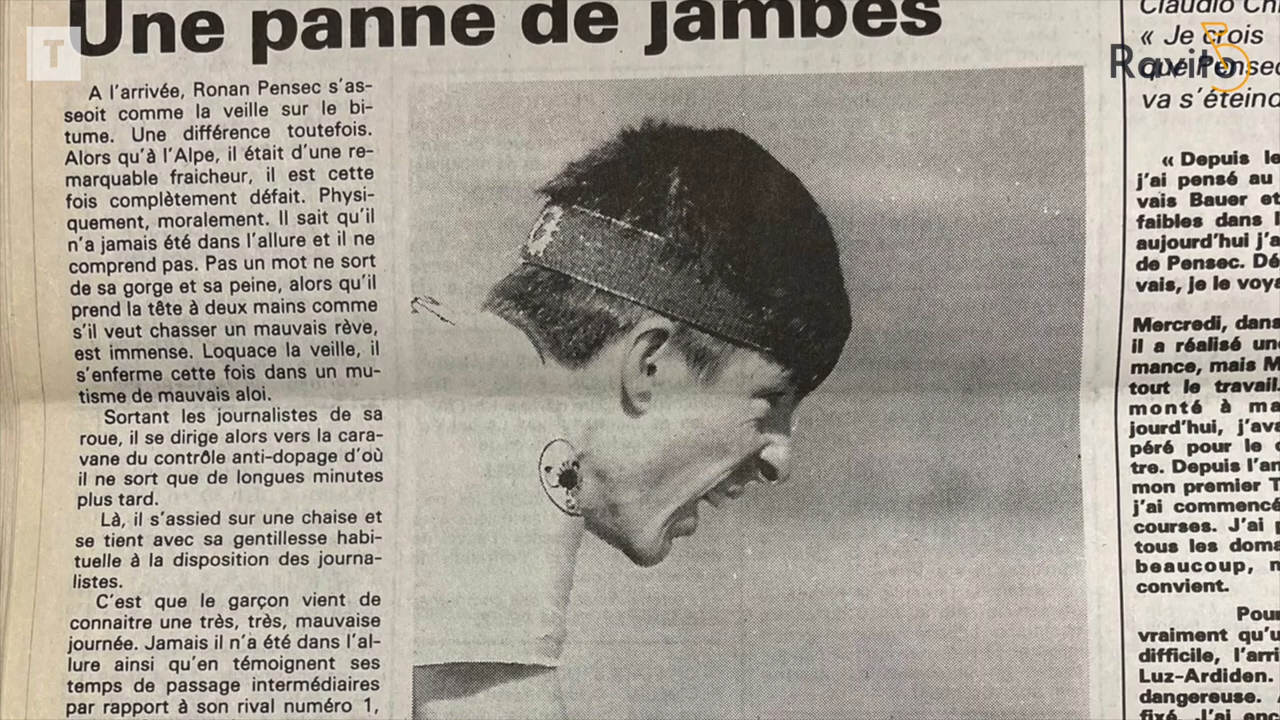 Une panne de jambes
T
A l'arrivée, Ronan Pensec s'as-
seoit comme la veille sur le bi-
tume. Une différence toutefois.
Alors qu'à l'Alpe, il était d'une re-
marquable fraicheur, il est cette
fois complètement défait. Physi-
quement, moralement. Il sait qu'il
n'a jamais été dans l'allure et il ne
comprend pas. Pas un mot ne sort
de sa gorge et sa peine, alors qu'il
prend la tête à deux mains comme
s'il veut chasser un mauvais rêve,
est immense. Loquace la veille, il
s'enferme cette fois dans un mu-
tisme de mauvais aloi.
Sortant les journalistes de sa
roue, il se dirige alors vers la cara-
vane du contrôle anti-dopage d'où
il ne sort que de longues minutes
plus tard.
Là, il s'assied sur une chaise et
se tient avec sa gentillesse habi-
tuelle à la disposition des journa-
listes.
C'est que le garçon vient de
connaitre une très, très, mauvaise
journée. Jamais il n'a été dans l'al-
lure ainsi qu'en témoignent ses
temps de passage intermédiaires
par rapport à son rival numéro 1,
Claudio Ch
« Je crois
que Pensec
va s'éteind
Ravito
« Depuis le
j'ai pensé au
vais Bauer et
faibles dans l
aujourd'hui j'a
de Pensec. Dé
vais, je le voya
Mercredi, dans
il a réalisé un
mance, mais M
tout le travail.
monté à ma
jourd'hui, j'ava
péré pour le c
tre. Depuis l'am
mon premier T
j'ai commencé
courses. J'ai p
tous les doma
beaucoup, m
convient.
Pour
vraiment qu'u
difficile, l'arri
Luz-Ardiden.
dangereuse.
fixé. J'ai enc